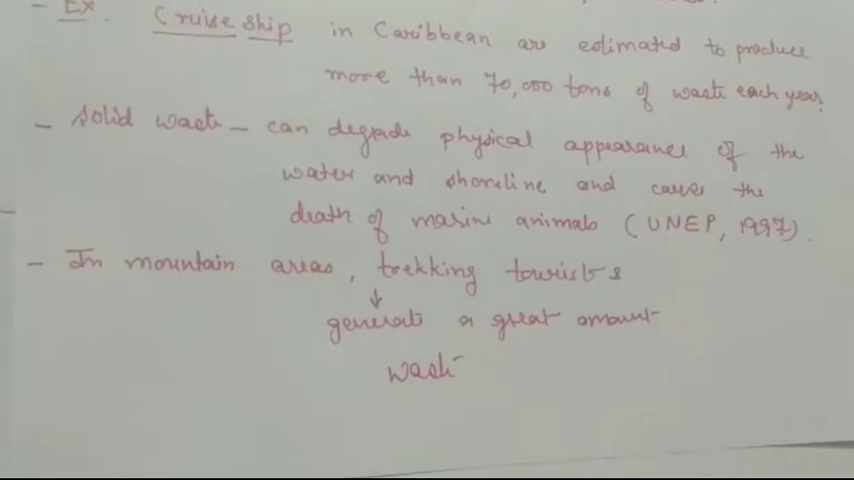 - Ex. Cruise ship in Caribbean are estimated to produce
more than 70,000 tons of waste each year.
- Solid waste - can degrade physical appearance of the
water and shoreline and cause the
death of marine animals (UNEP, 1997).
- In mountain areas, trekking tourists
↓
generate a great amount
waste